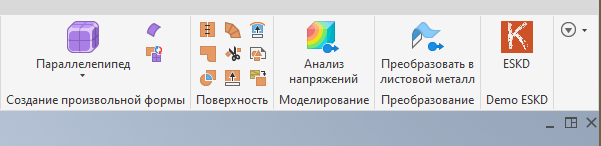 Параллелепипед
Анализ
напряжений
Преобразовать в
листовой металл
ESKD
Создание произвольной формы
Поверхность
Моделирование
Преобразование
Demo ESKD